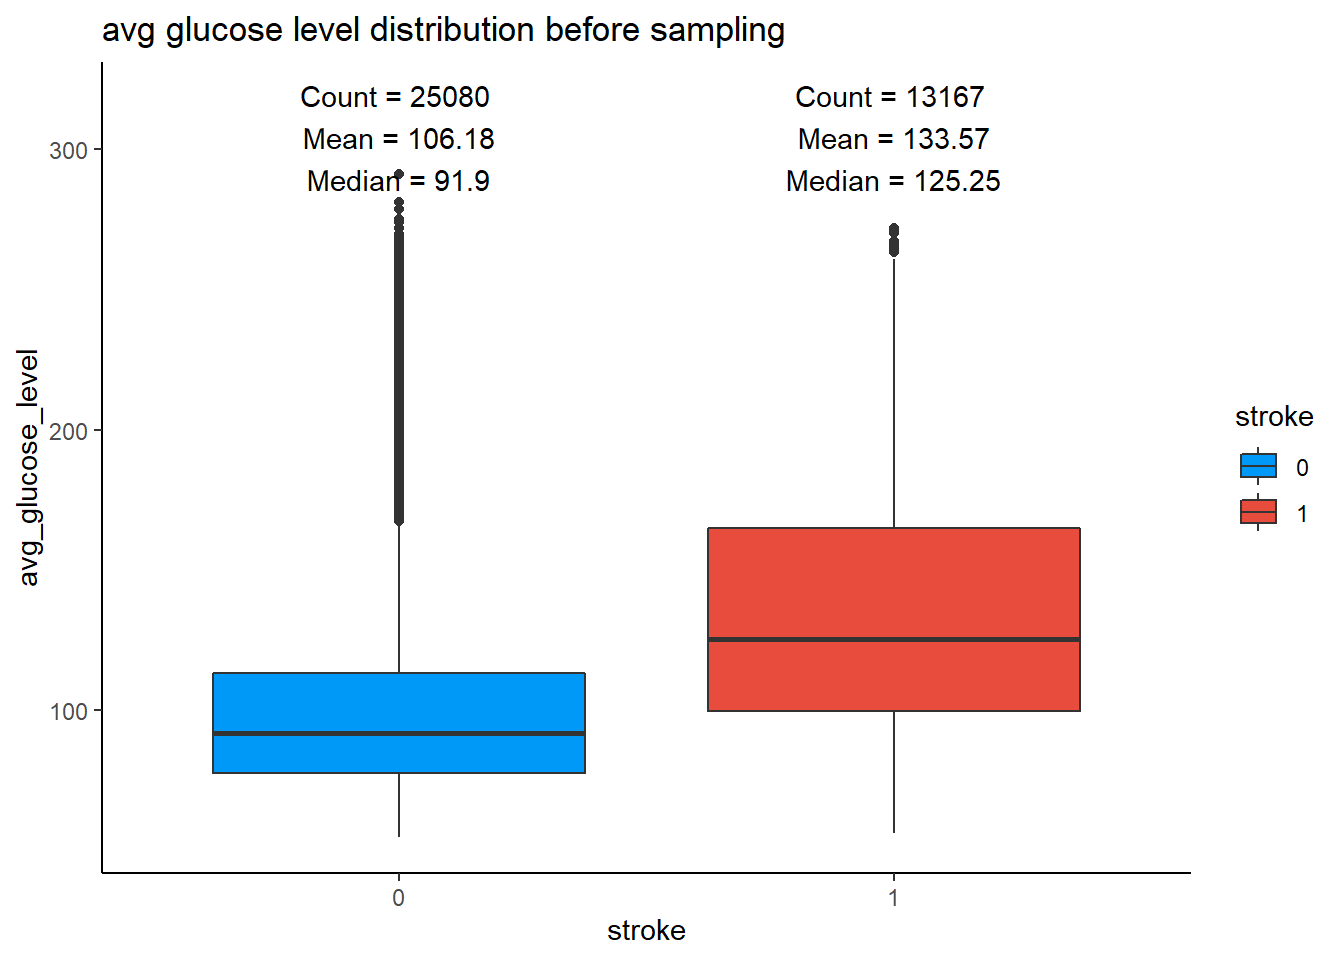 avg glucose level distribution before sampling
Count = 25080
Mean = 106.18
Median = 91.9
Count = 13167
Mean = 133.57
Median = 125.25
avg_glucose_level
300
200
100
0
1
stroke
stroke
0
1